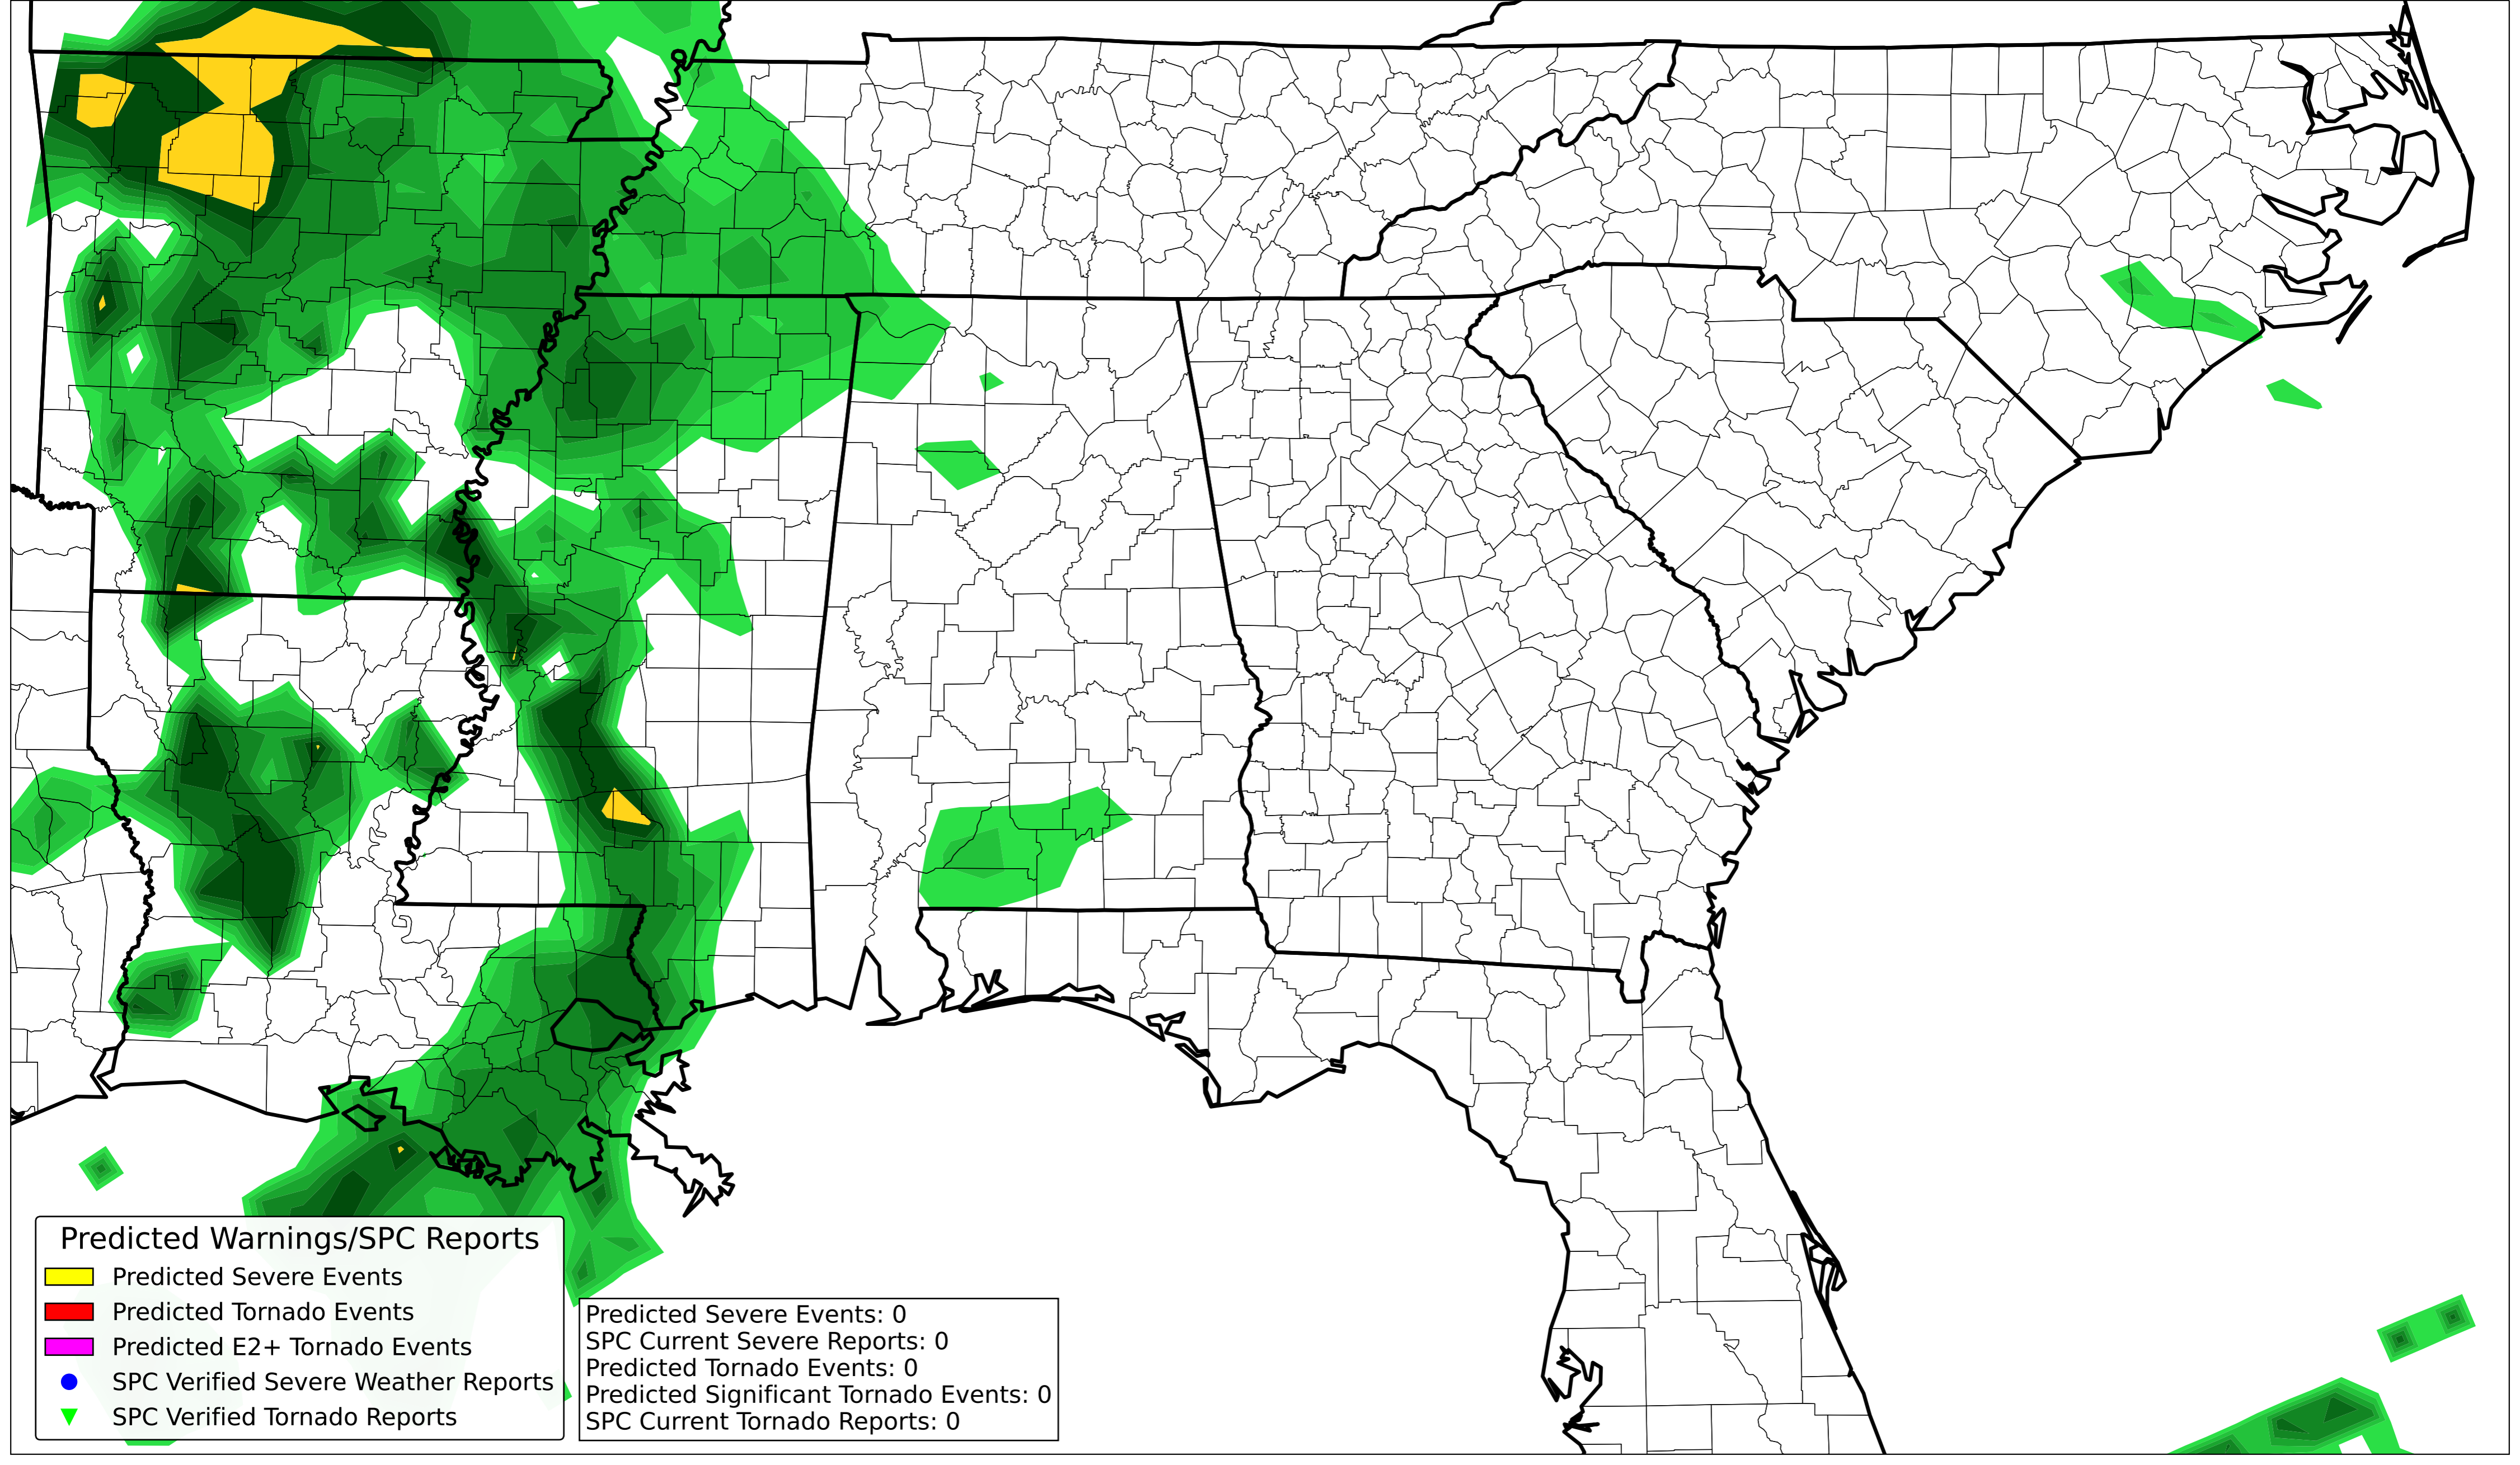 Predicted Warnings/SPC Reports
Predicted Severe Events
Predicted Tornado Events
Predicted E2+ Tornado Events
SPC Verified Severe Weather Reports
SPC Verified Tornado Reports
Predicted Severe Events: 0
SPC Current Severe Reports: 0
Predicted Tornado Events: 0
Predicted Significant Tornado Events: 0
SPC Current Tornado Reports: 0